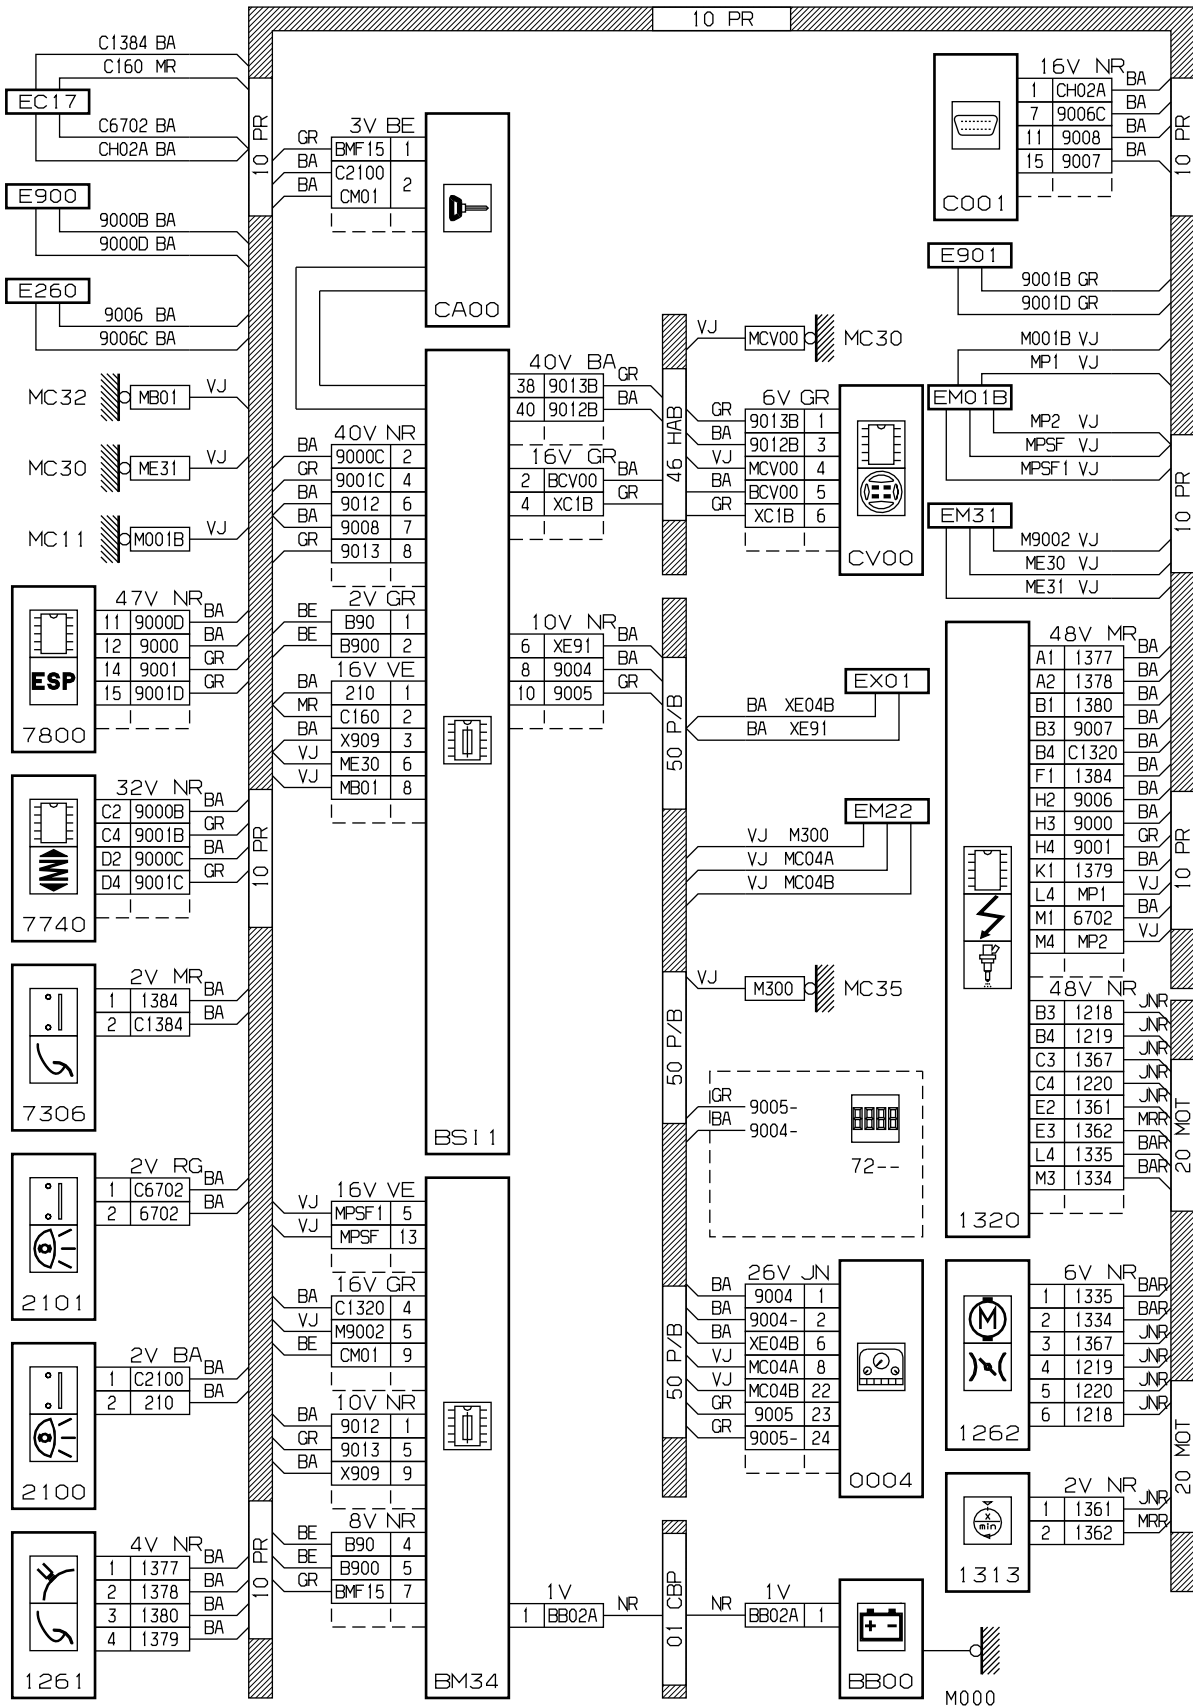 10 PR
C1384 BA
C160 MR
EC17
C6702 BA
CH02A BA
E900
9000B BA
9000D BA
E260
9006 BA
9006C BA
MC32 MB01 VJ
MC30 ME31 VJ
MC11 M001B VJ
47V NR
11 9000D BA
12 9000 BA
14 9001 GR
15 9001D GR
ESP
7800
32V NR
C2 9000B BA
C4 9001B GR
D2 9000C BA
D4 9001C GR
7740
2V MR
1 1384 BA
2 C1384 BA
7306
2V RG
1 C6702 BA
2 6702 BA
2101
2V BA
1 C2100 BA
2 210 BA
2100
4V NR
1 1377 BA
2 1378 BA
3 1380 BA
4 1379 BA
1261
10 PR
10 PR
10 PR
3V BE
GR BMF15 1
BA C2100 2
BA CM01
CA00
40V NR
BA 9000C 2
GR 9001C 4
BA 9012 6
BA 9008 7
GR 9013 8
2V GR
BE B90 1
BE B900 2
16V VE
BA 210 1
MR C160 2
BA X909 3
VJ ME30 6
VJ MB01 8
40V BA
38 9013B GR
40 9012B BA
16V GR
2 BCV00 BA
4 XC1B GR
10V NR
6 XE91 BA
8 9004 BA
10 9005 GR
BSI1
16V VE
VJ MPSF1 5
VJ MPSF 13
16V GR
BA C1320 4
VJ M9002 5
BE CM01 9
10V NR
BA 9012 1
GR 9013 5
BA X909 9
8V NR
BE B90 4
BE B900 5
GR BMF15 7
1V
1 BB02A NR
BM34
46 HAB
50 P/B
50 P/B
50 P/B
01 CBP
VJ MCV00 MC30
6V GR
GR 9013B 1
BA 9012B 3
VJ MCV00 4
BA BCV00 5
GR XC1B 6
CV00
EX01
BA XE04B
BA XE91
EM22
VJ M300
VJ MC04A
VJ MC04B
VJ M300 MC35
GR 9005-
BA 9004-
72--
26V JN
BA 9004 1
BA 9004- 2
BA XE04B 6
VJ MC04A 8
VJ MC04B 22
GR 9005 23
GR 9005- 24
0004
1V
NR BB02A 1
+ -
BB00
M000
16V NR
1 CH02A BA
7 9006C BA
11 9008 BA
15 9007 BA
C001
E901
9001B GR
9001D GR
M001B VJ
MP1 VJ
EM01B
MP2 VJ
MPSF VJ
MPSF1 VJ
EM31
M9002 VJ
ME30 VJ
ME31 VJ
48V MR
A1 1377 BA
A2 1378 BA
B1 1380 BA
B3 9007 BA
B4 C1320 BA
F1 1384 BA
H2 9006 BA
H3 9000 BA
H4 9001 GR
K1 1379 BA
L4 MP1 VJ
M1 6702 BA
M4 MP2 VJ
48V NR
B3 1218 JNR
B4 1219 JNR
C3 1367 JNR
C4 1220 JNR
E2 1361 JNR
E3 1362 MRR
L4 1335 BAR
M3 1334 BAR
1320
6V NR
1 1335 BAR
2 1334 BAR
3 1367 JNR
4 1219 JNR
5 1220 JNR
6 1218 JNR
M
1262
2V NR
1 1361 JNR
2 1362 MRR
x
min
1313
10 PR
10 PR
10 PR
20 MOT
20 MOT